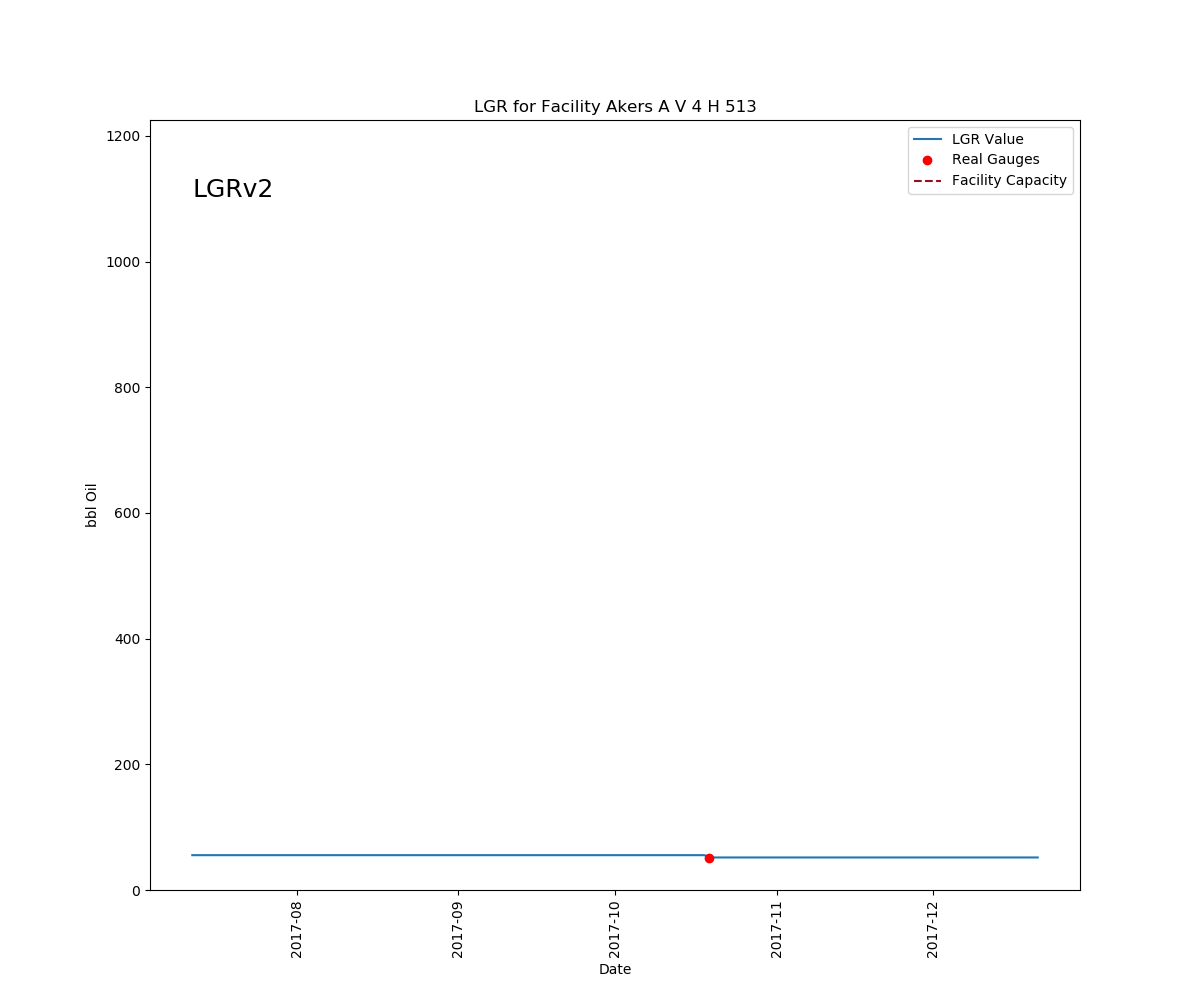 LGR for Facility Akers A V 4 H 513
LGRv2
LGR Value
Real Gauges
Facility Capacity
1200
1000
800
600
400
200
0
bbl Oil
2017-08
2017-09
2017-10
2017-11
2017-12
Date